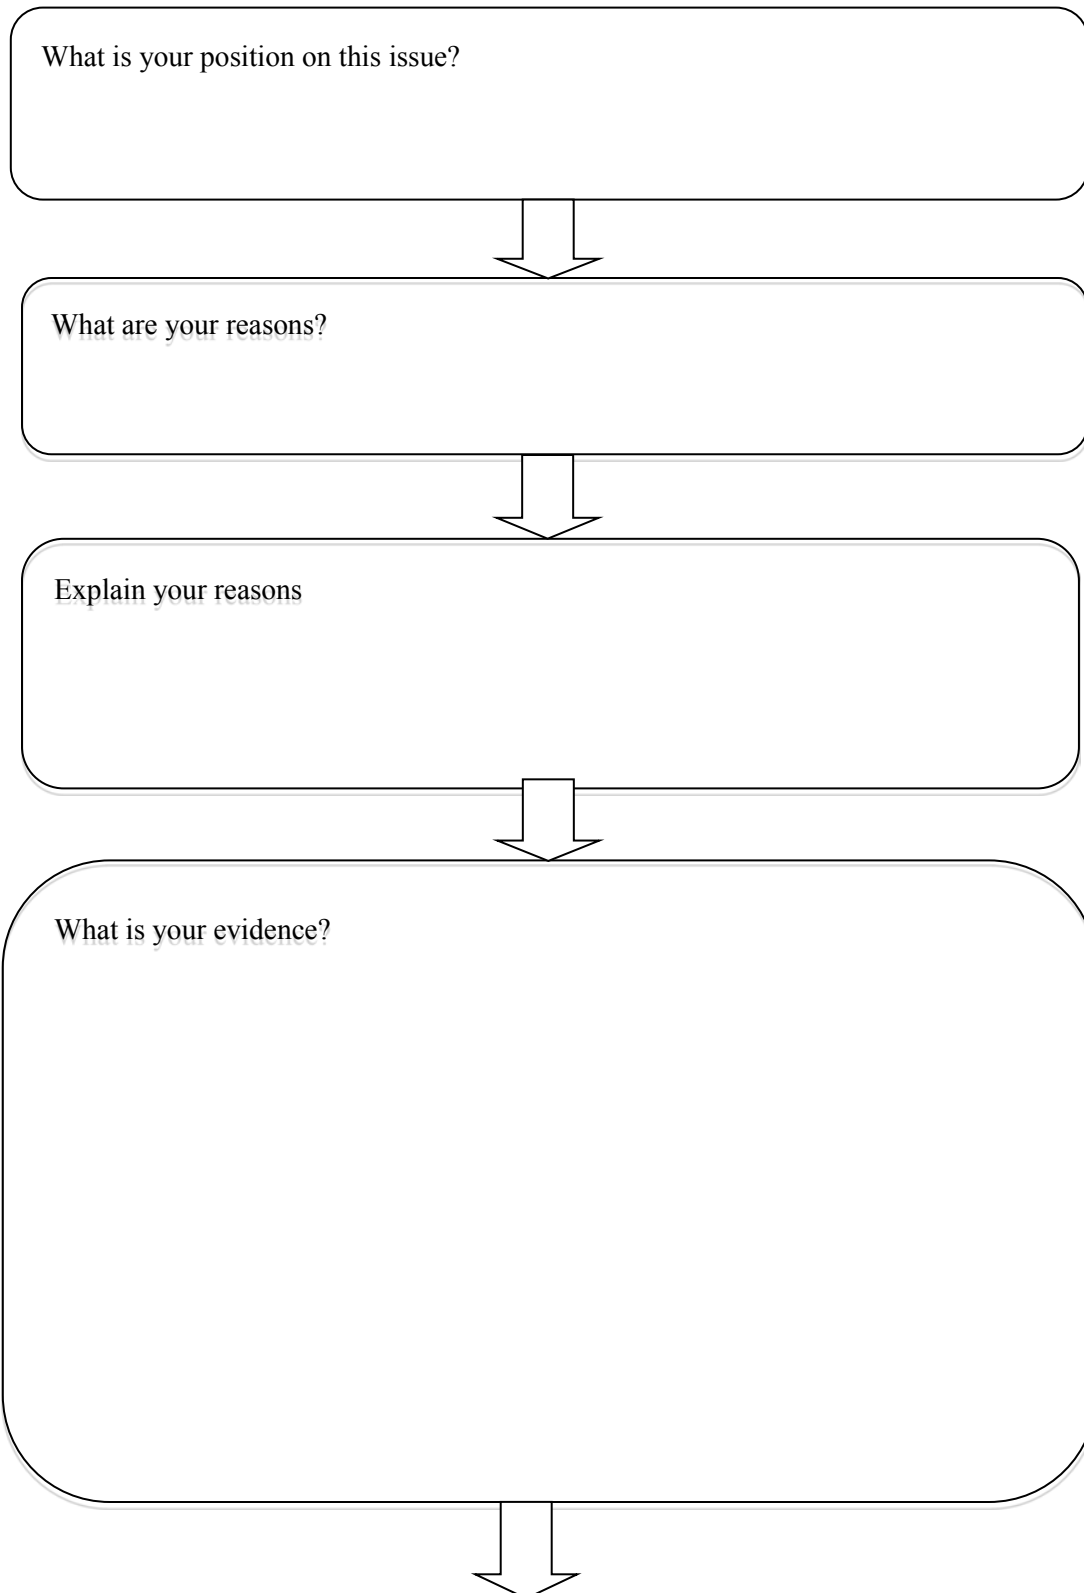 What is your position on this issue?
What are your reasons?
Explain your reasons
What is your evidence?